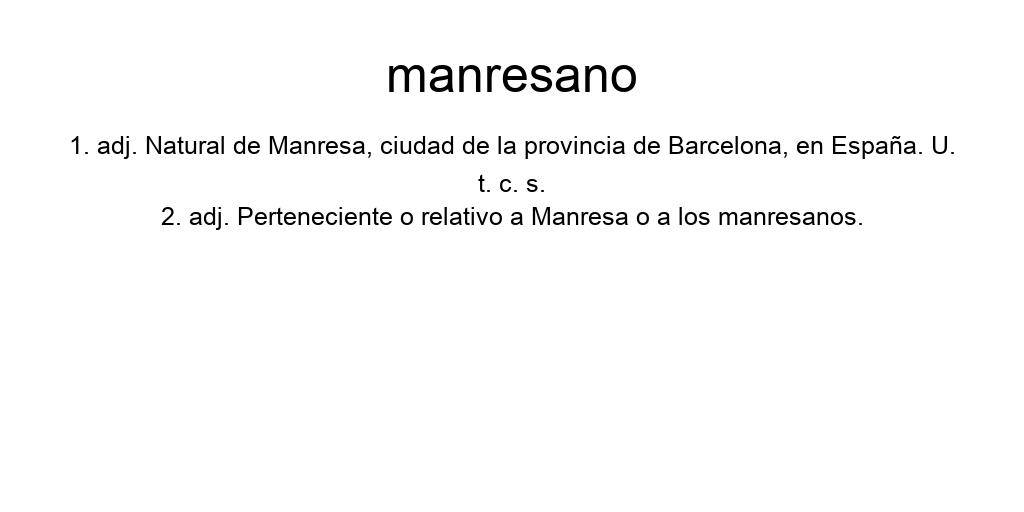 manresano
1. adj. Natural de Manresa, ciudad de la provincia de Barcelona, en España. U.
t. c. s.
2. adj. Perteneciente o relativo a Manresa o a los manresanos.